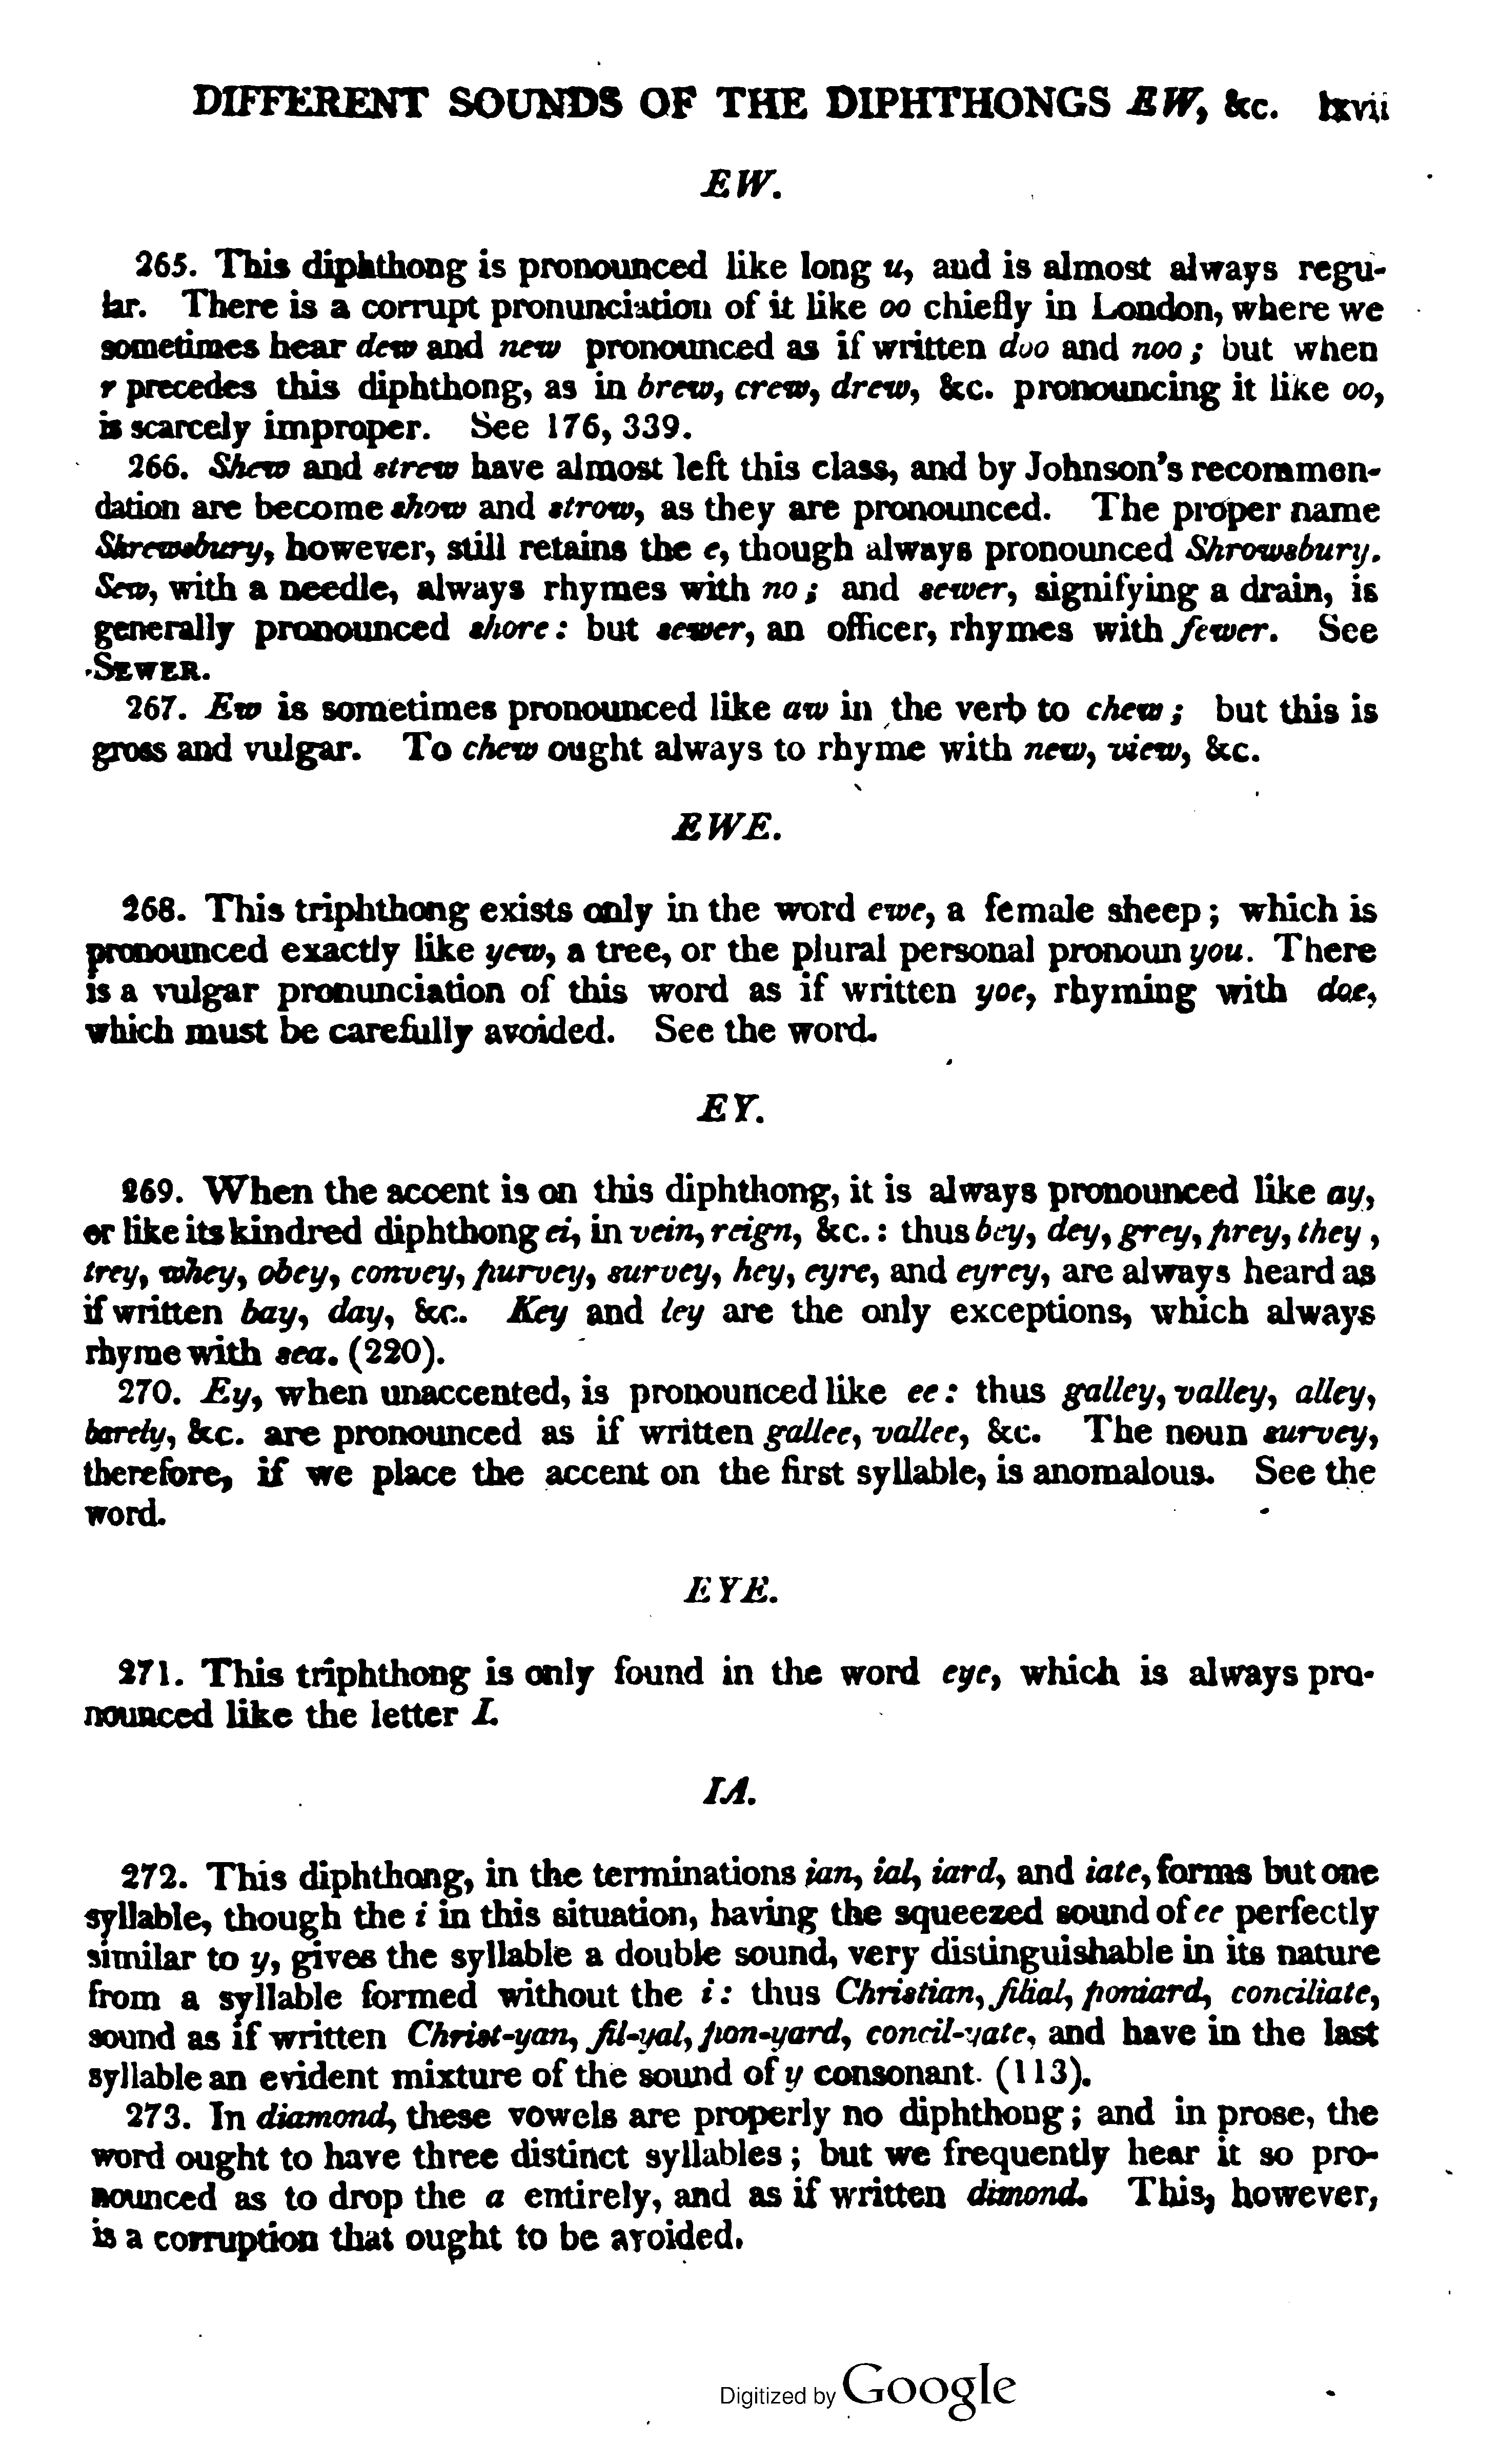 DIFFERENT SOUNDS OF THE DIPHTHONGS EW, &c. lxvii
EW.
265. This diphthong is pronounced like long u, and is almost always regu-
lar. There is a corrupt pronunciation of it like oo chiefly in London, where we
sometimes hear dew and new pronounced as if written doo and noo; but when
r precedes this diphthong, as in brew, crew, drew, &c. pronouncing it like oo,
is scarcely improper. See 176, 339.
266. Shew and strew have almost left this class, and by Johnson's recommen-
dation are become show and strow, as they are pronounced. The proper name
Shrewsbury, however, still retains the e, though always pronounced Shrowsbury.
Sew, with a needle, always rhymes with no; and sewer, signifying a drain, is
generally pronounced shore: but sewer, an officer, rhymes with fewer. See
SEWER.
267. Ew is sometimes pronounced like aw in the verb to chew; but this is
gross and vulgar. To chew ought always to rhyme with new, view, &c.
EWE.
268. This triphthong exists only in the word ewe, a female sheep; which is
pronounced exactly like yew, a tree, or the plural personal pronoun you. There
is a vulgar pronunciation of this word as if written yoe, rhyming with doe,
which must be carefully avoided. See the word.
EY.
269. When the accent is on this diphthong, it is always pronounced like ay,
or like its kindred diphthong ei, in vein, reign, &c.: thus bey, dey, grey, prey, they,
trey, whey, obey, convey, purvey, survey, hey, eyre, and eyrey, are always heard as
if written bay, day, &c. Key and ley are the only exceptions, which always
rhyme with sea. (220).
270. Ey, when unaccented, is pronounced like ee: thus galley, valley, alley,
barely, &c. are pronounced as if written gallee, vallee, &c. The noun survey,
therefore, if we place the accent on the first syllable, is anomalous. See the
word.
EYE.
271. This triphthong is only found in the word eye, which is always pro-
nounced like the letter I.
IA.
272. This diphthong, in the terminations ian, ial, iard, and iate, forms but one
syllable, though the i in this situation, having the squeezed sound of ee perfectly
similar to y, gives the syllable a double sound, very distinguishable in its nature
from a syllable formed without the i: thus Christian, filial, poniard, conciliate,
sound as if written Christ-yan, fil-yal, pon-yard, concil-yate, and have in the last
syllable an evident mixture of the sound of y consonant. (113).
273. In diamond, these vowels are properly no diphthong; and in prose, the
word ought to have three distinct syllables; but we frequently hear it so pro-
nounced as to drop the a entirely, and as if written dimond. This, however,
is a corruption that ought to be avoided.
Digitized by Google